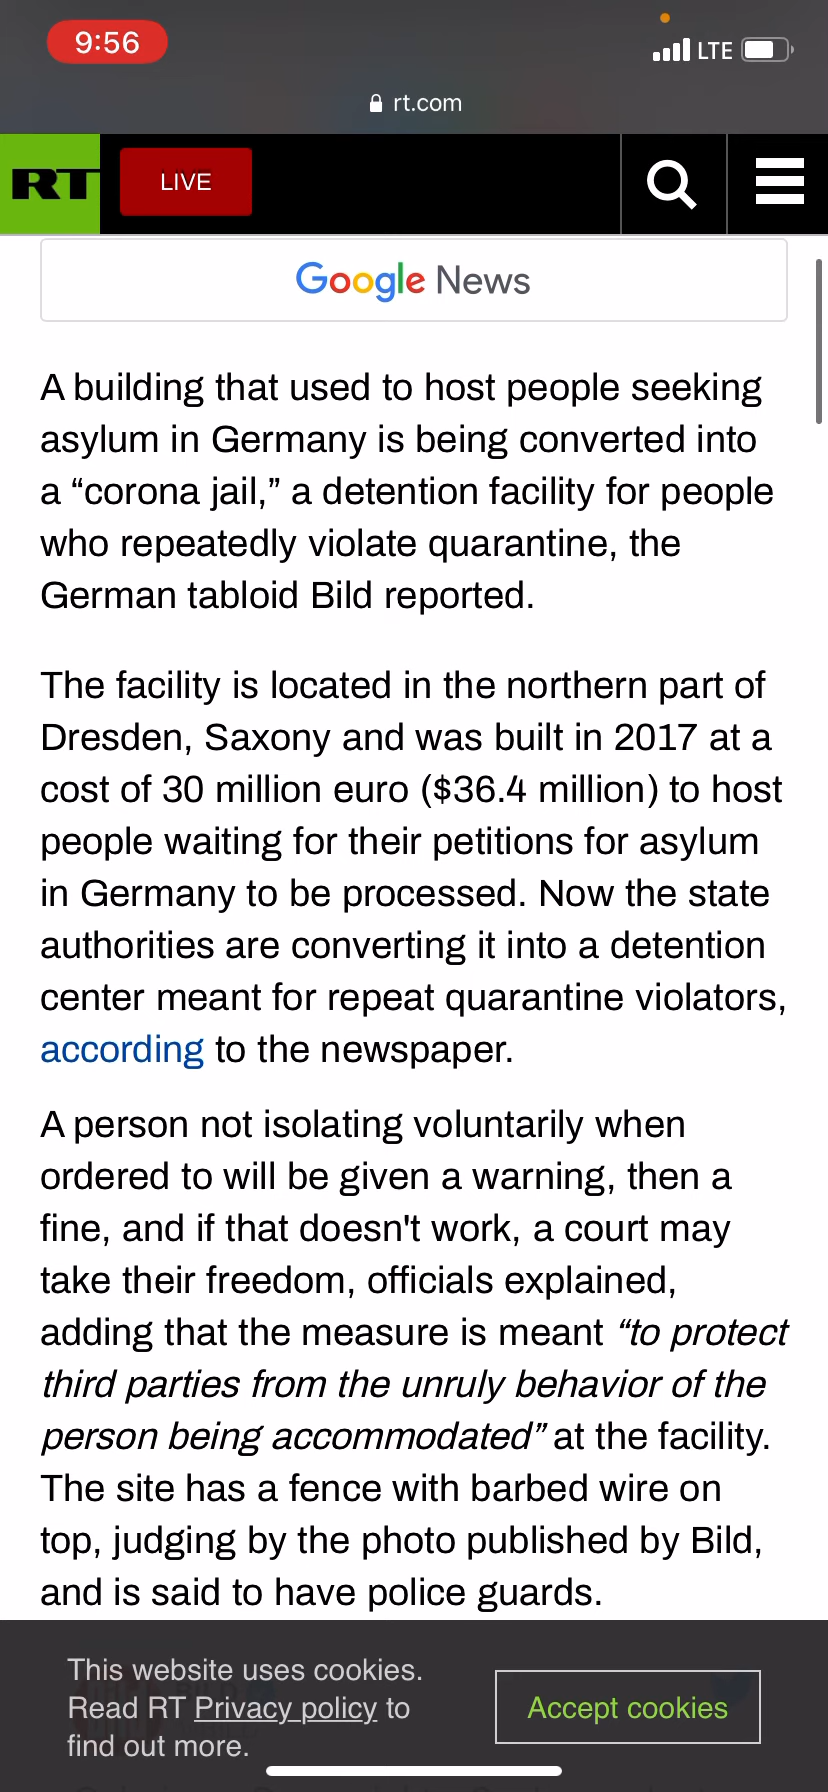 9:56
LTE
rt.com
RT
LIVE
Google News
A building that used to host people seeking
asylum in Germany is being converted into
a “corona jail,” a detention facility for people
who repeatedly violate quarantine, the
German tabloid Bild reported.
The facility is located in the northern part of
Dresden, Saxony and was built in 2017 at a
cost of 30 million euro ($36.4 million) to host
people waiting for their petitions for asylum
in Germany to be processed. Now the state
authorities are converting it into a detention
center meant for repeat quarantine violators,
according to the newspaper.
A person not isolating voluntarily when
ordered to will be given a warning, then a
fine, and if that doesn't work, a court may
take their freedom, officials explained,
adding that the measure is meant “to protect
third parties from the unruly behavior of the
person being accommodated” at the facility.
The site has a fence with barbed wire on
top, judging by the photo published by Bild,
and is said to have police guards.
This website uses cookies.
Read RT Privacy policy to
find out more.
Accept cookies